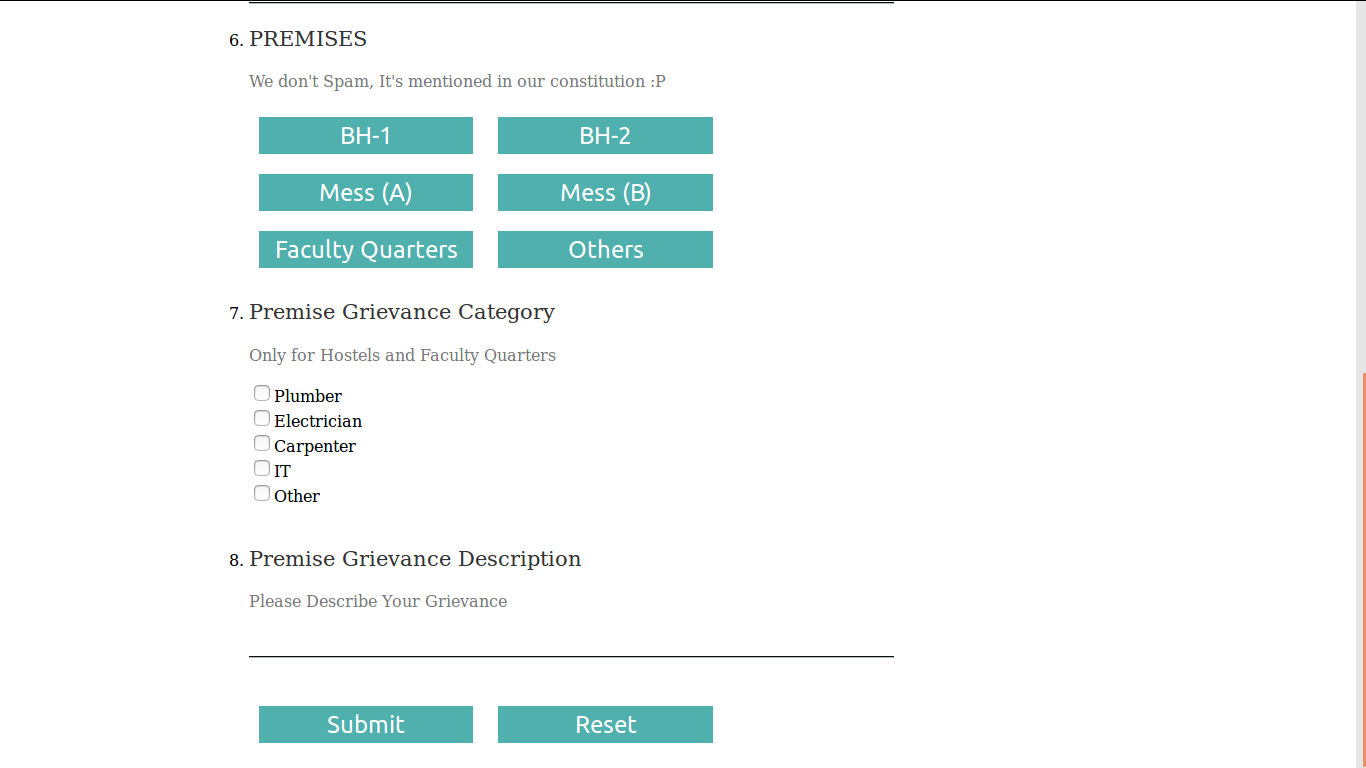 6. PREMISES
We don't Spam, It's mentioned in our constitution :P
BH-1 BH-2
Mess (A) Mess (B)
Faculty Quarters Others
7. Premise Grievance Category
Only for Hostels and Faculty Quarters
Plumber
Electrician
Carpenter
IT
Other
8. Premise Grievance Description
Please Describe Your Grievance
Submit Reset